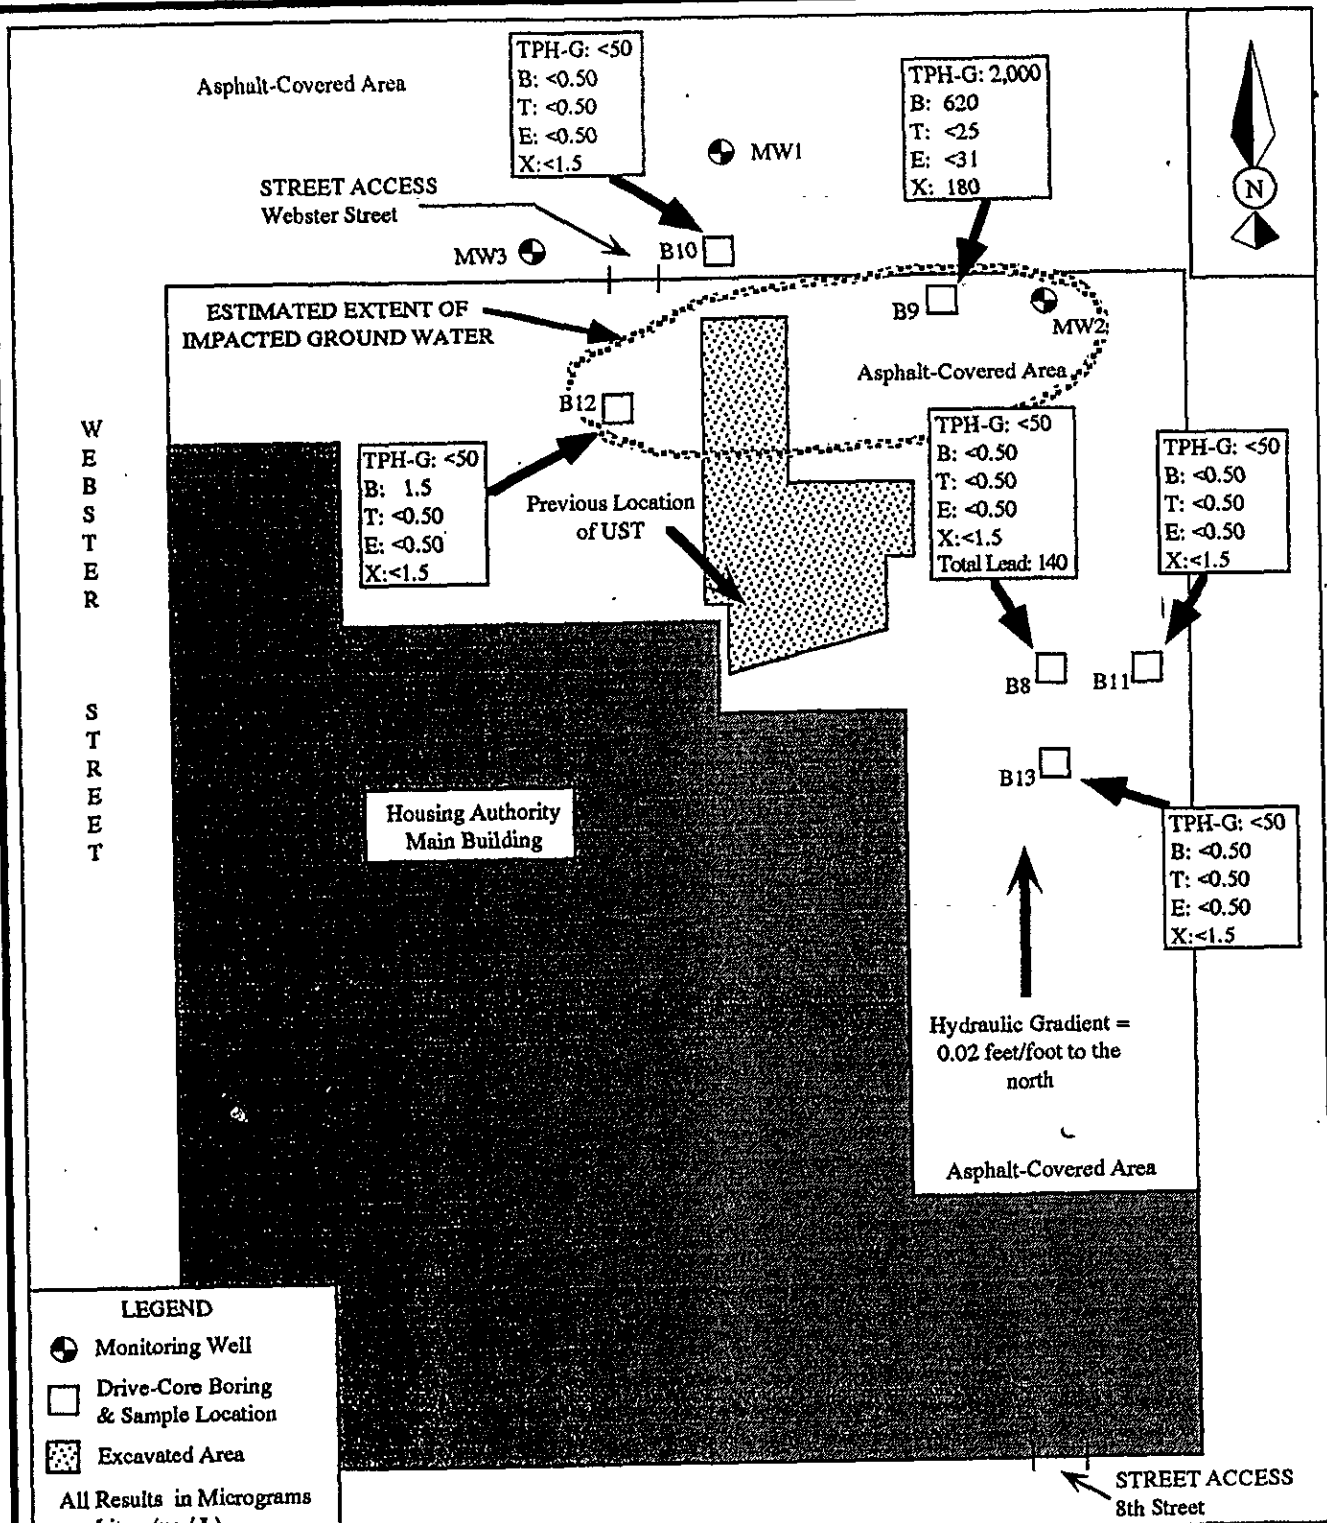 Asphalt-Covered Area
TPH-G: <50
B: <0.50
T: <0.50
E: <0.50
X:<1.5
TPH-G: 2,000
B: 620
T: <25
E: <31
X: 180
N
MW1
STREET ACCESS
Webster Street
MW3
B10
ESTIMATED EXTENT OF
IMPACTED GROUND WATER
B9
MW2
Asphalt-Covered Area
B12
TPH-G: <50
B: 1.5
T: <0.50
E: <0.50
X:<1.5
Previous Location
of UST
TPH-G: <50
B: <0.50
T: <0.50
E: <0.50
X:<1.5
Total Lead: 140
TPH-G: <50
B: <0.50
T: <0.50
E: <0.50
X:<1.5
WEBSTER STREET
B8
B11
B13
TPH-G: <50
B: <0.50
T: <0.50
E: <0.50
X:<1.5
Housing Authority
Main Building
Hydraulic Gradient =
0.02 feet/foot to the
north
Asphalt-Covered Area
LEGEND
Monitoring Well
Drive-Core Boring
& Sample Location
Excavated Area
All Results in Micrograms
STREET ACCESS
8th Street